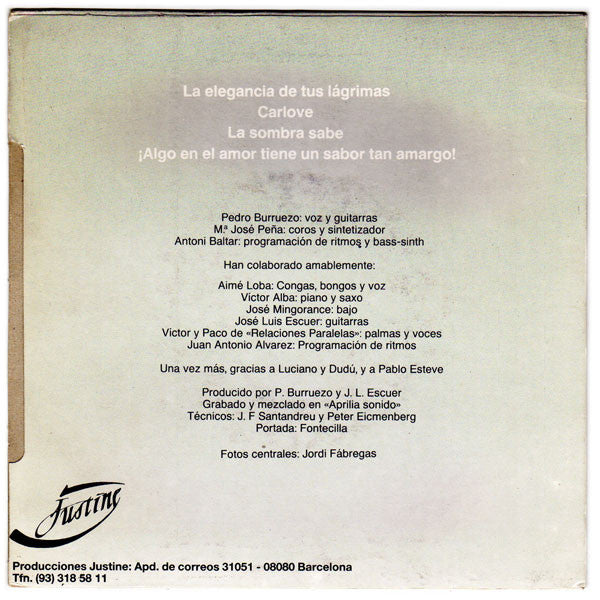 La elegancia de tus lágrimas
Carlove
La sombra sabe
¡Algo en el amor tiene un sabor tan amargo!
Pedro Burruezo: voz y guitarras
M.ª José Peña: coros y sintetizador
Antoni Baltar: programación de ritmos y bass-sinth
Han colaborado amablemente:
Aimé Loba: Congas, bongos y voz
Víctor Alba: piano y saxo
José Mingorance: bajo
José Luis Escuer: guitarras
Victor y Paco de «Relaciones Paralelas»: palmas y voces
Juan Antonio Alvarez: Programación de ritmos
Una vez más, gracias a Luciano y Dudú, y a Pablo Esteve
Producido por P. Burruezo y J. L. Escuer
Grabado y mezclado en «Aprilia sonido»
Técnicos: J. F Santandreu y Peter Eicmenberg
Portada: Fontecilla
Fotos centrales: Jordi Fábregas
Justine
Producciones Justine: Apd. de correos 31051 - 08080 Barcelona
Tfn. (93) 318 58 11